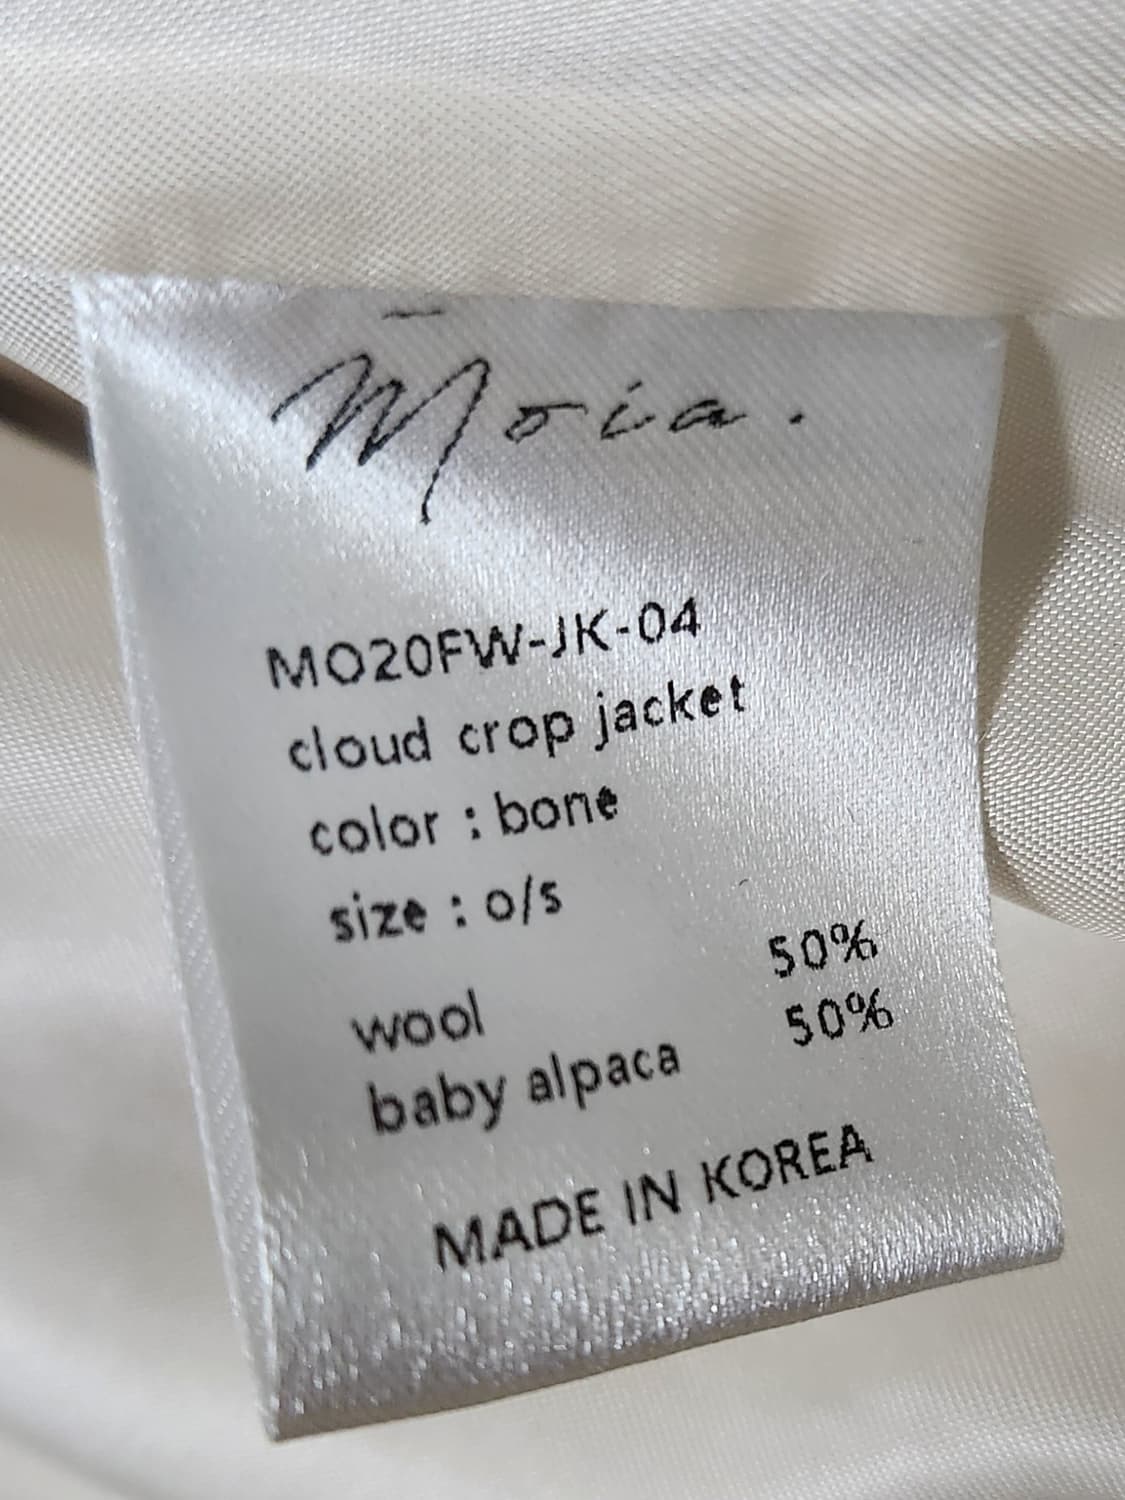 Moia.
MO20FW-JK-04
cloud crop jacket
color : bone
size : o/s
wool 50%
baby alpaca 50%
MADE IN KOREA